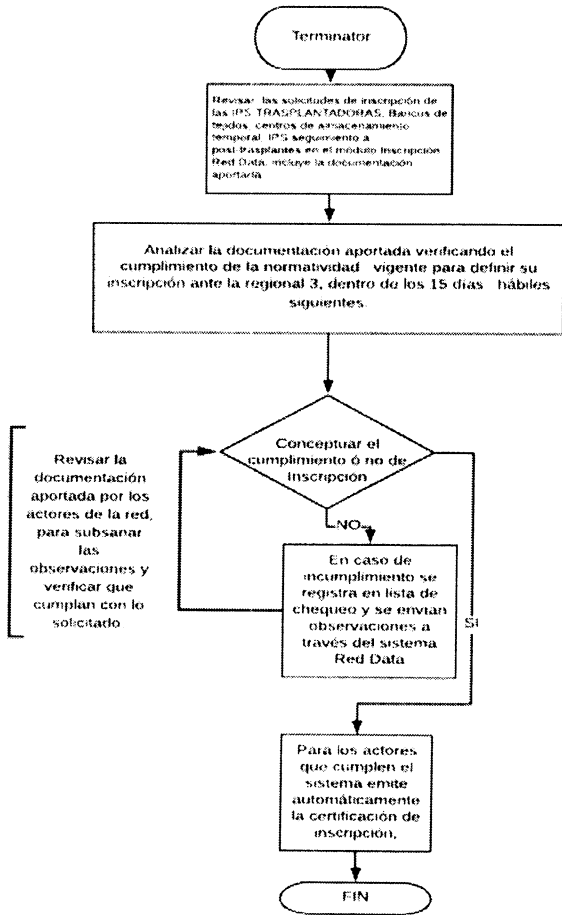 Terminator
Revisar las solicitudes de inscripción de
las IPS TRASPLANTADORAS, Bancos de
tejidos, centros de almacenamiento
temporal, IPS seguimiento a
post-trasplantes en el módulo Inscripción
Red Data, incluye la documentación
aportada.
Analizar la documentación aportada verificando el
cumplimiento de la normatividad vigente para definir su
inscripción ante la regional 3, dentro de los 15 días hábiles
siguientes.
Conceptuar el
cumplimiento ó no de
Inscripción
Revisar la
documentación
aportada por los
actores de la red,
para subsanar
las
observaciones y
verificar que
cumplan con lo
solicitado
NO
En caso de
incumplimiento se
registra en lista de
chequeo y se envían
observaciones a
través del sistema
Red Data
SI
Para los actores
que cumplen el
sistema emite
automáticamente
la certificación de
inscripción,
FIN